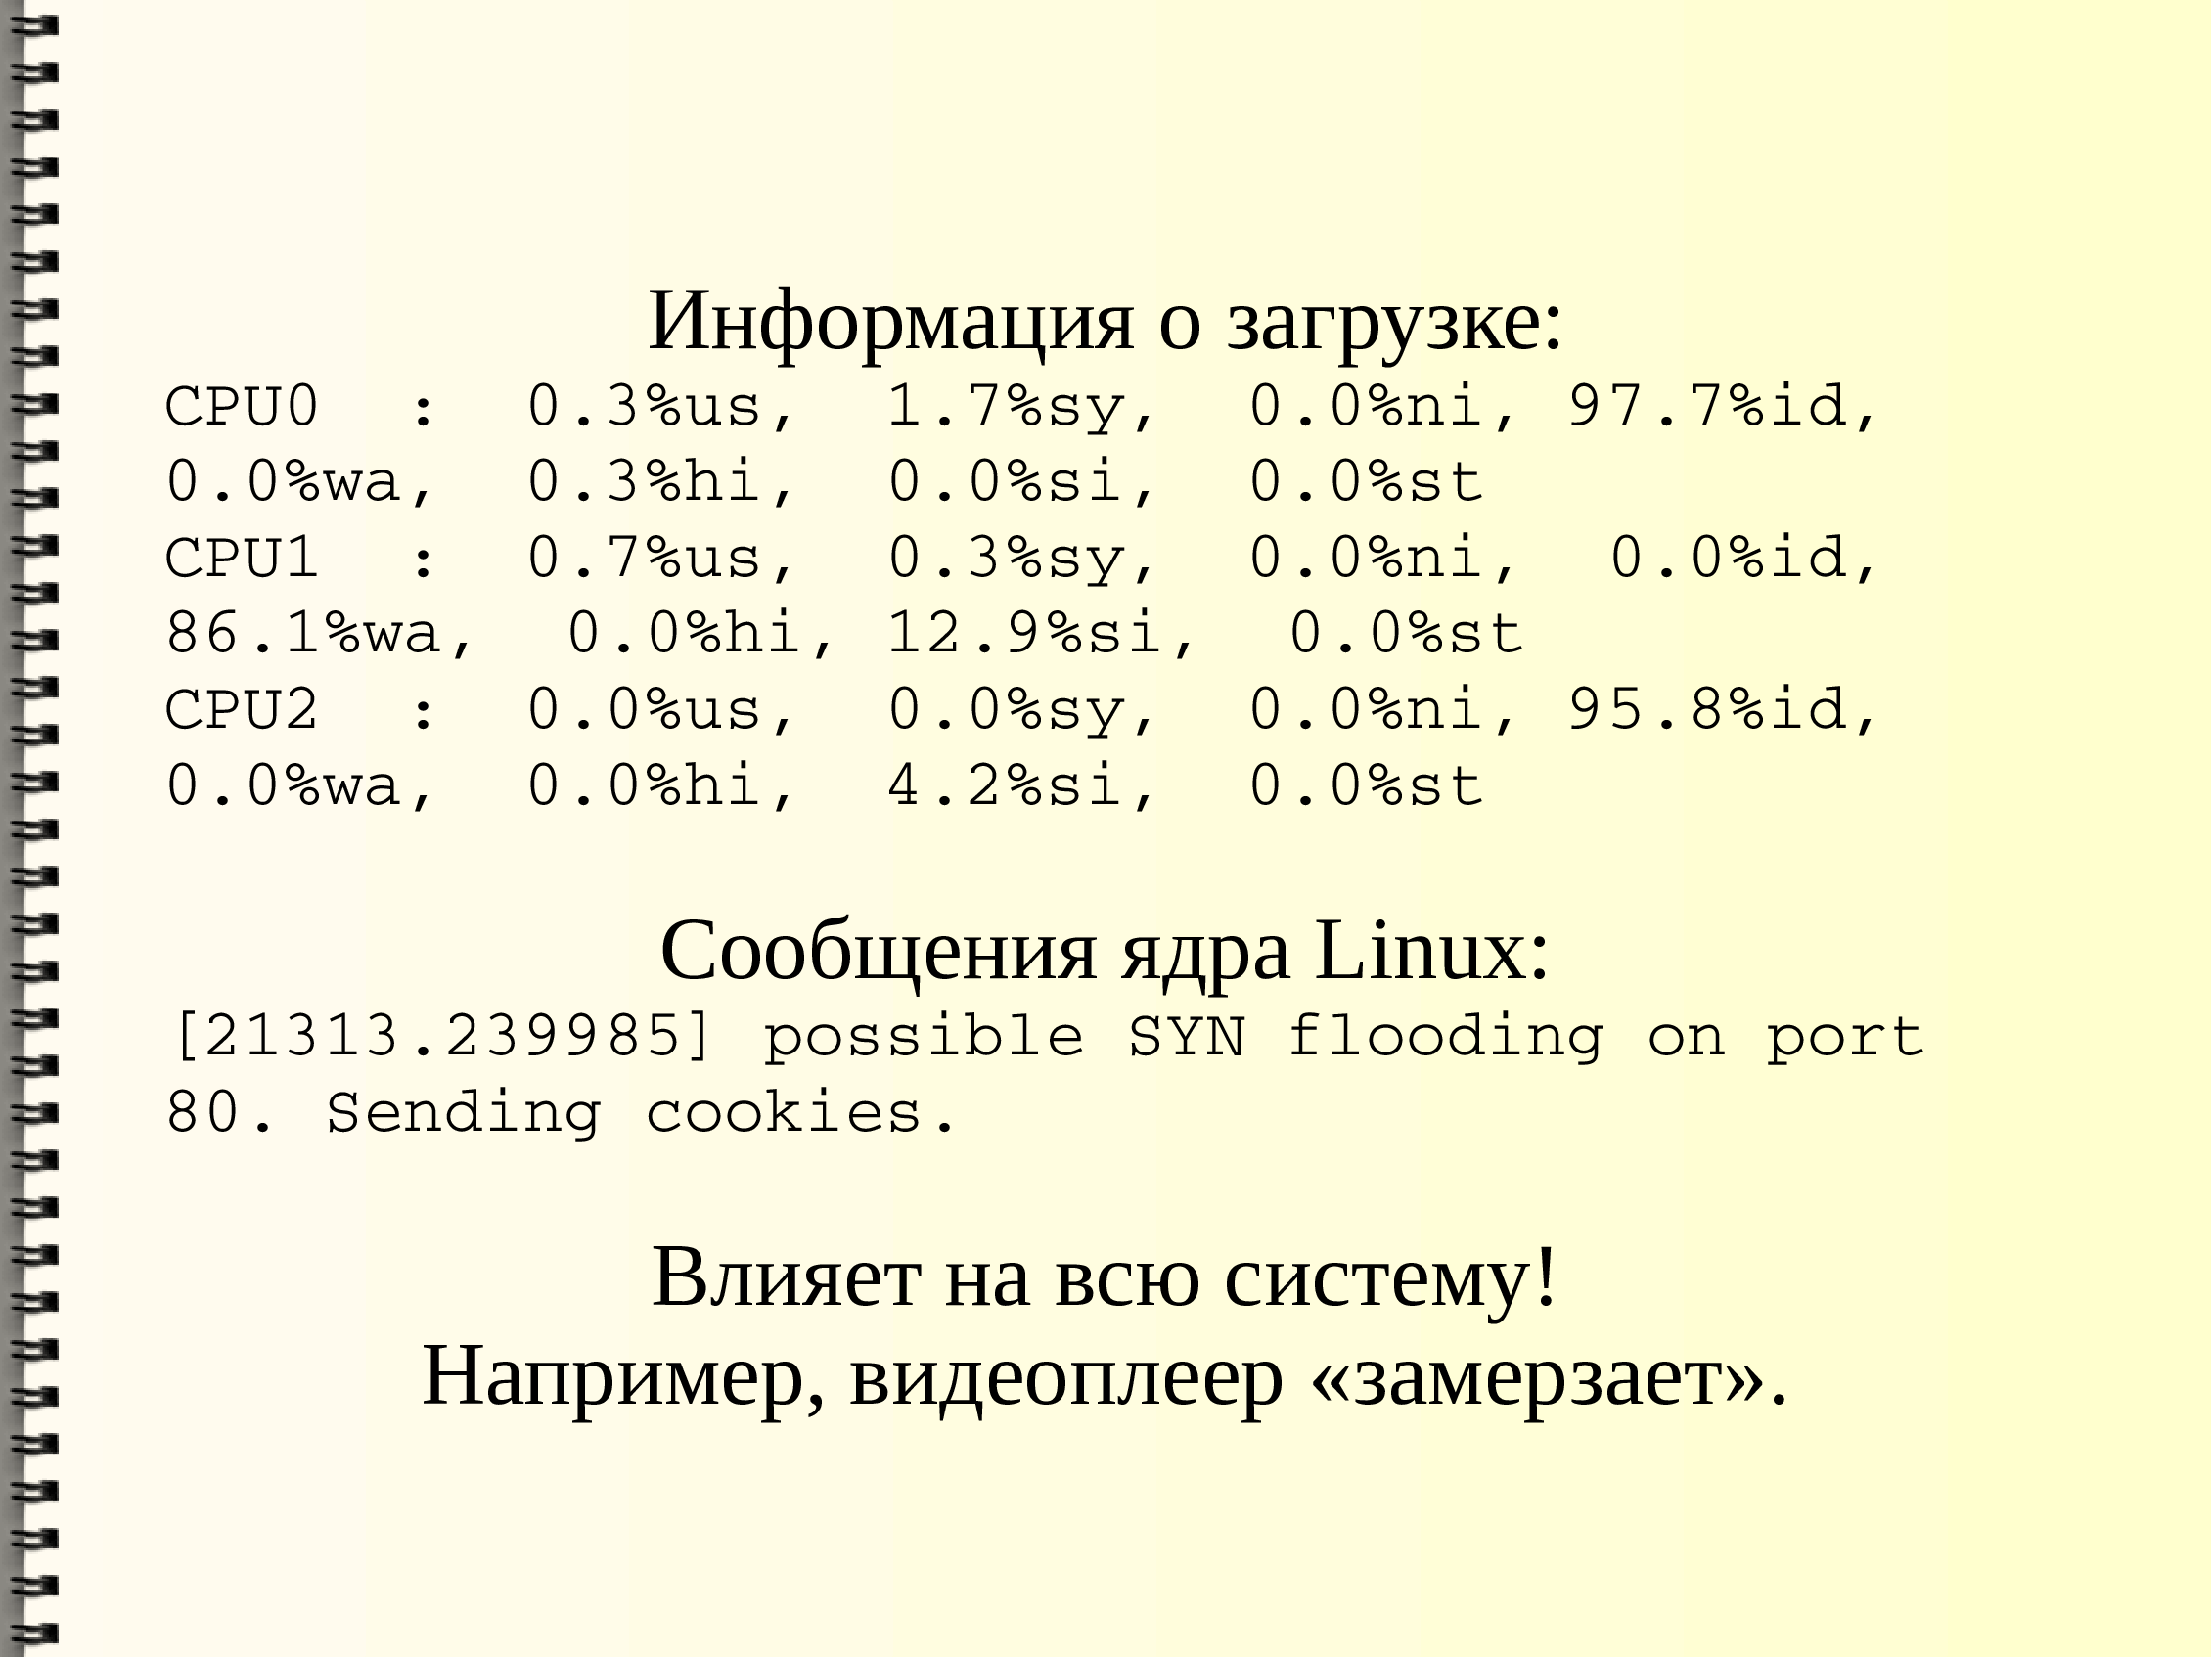 Информация о загрузке:
CPU0  :  0.3%us,  1.7%sy,  0.0%ni, 97.7%id,
0.0%wa,  0.3%hi,  0.0%si,  0.0%st
CPU1  :  0.7%us,  0.3%sy,  0.0%ni,  0.0%id,
86.1%wa,  0.0%hi, 12.9%si,  0.0%st
CPU2  :  0.0%us,  0.0%sy,  0.0%ni, 95.8%id,
0.0%wa,  0.0%hi,  4.2%si,  0.0%st
Сообщения ядра Linux:
[21313.239985] possible SYN flooding on port
80. Sending cookies.
Влияет на всю систему!
Например, видеоплеер «замерзает».